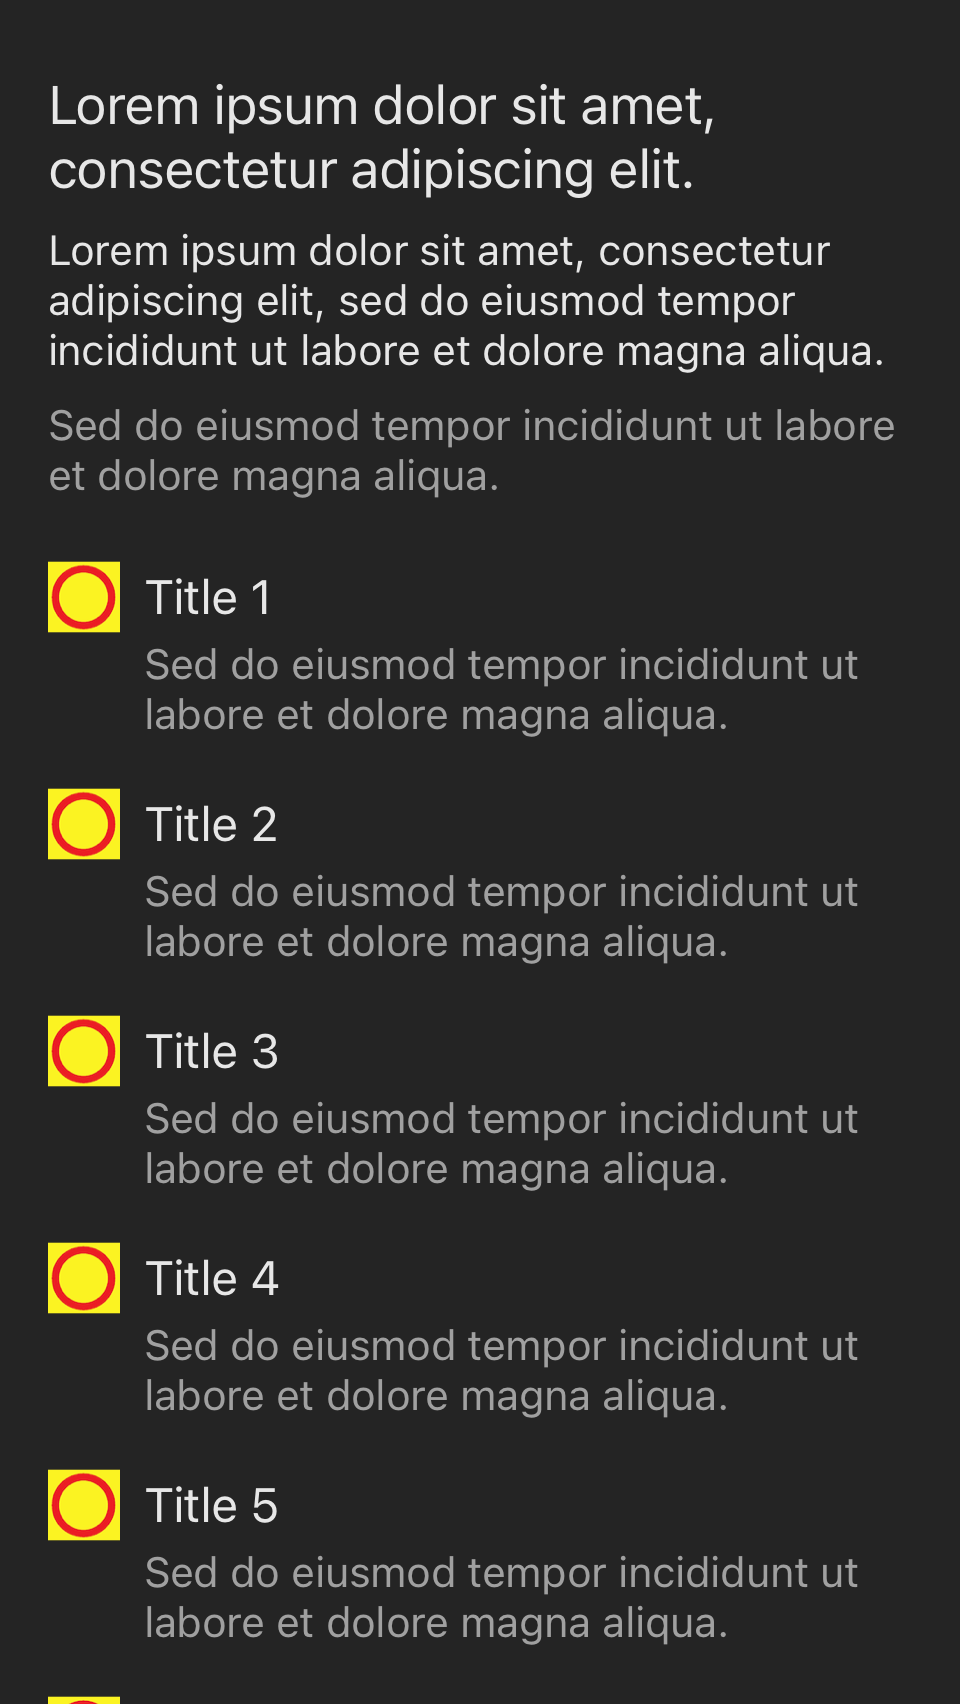 Lorem ipsum dolor sit amet,
consectetur adipiscing elit.
Lorem ipsum dolor sit amet, consectetur
adipiscing elit, sed do eiusmod tempor
incididunt ut labore et dolore magna aliqua.
Sed do eiusmod tempor incididunt ut labore
et dolore magna aliqua.
Title 1
Sed do eiusmod tempor incididunt ut
labore et dolore magna aliqua.
Title 2
Sed do eiusmod tempor incididunt ut
labore et dolore magna aliqua.
Title 3
Sed do eiusmod tempor incididunt ut
labore et dolore magna aliqua.
Title 4
Sed do eiusmod tempor incididunt ut
labore et dolore magna aliqua.
Title 5
Sed do eiusmod tempor incididunt ut
labore et dolore magna aliqua.